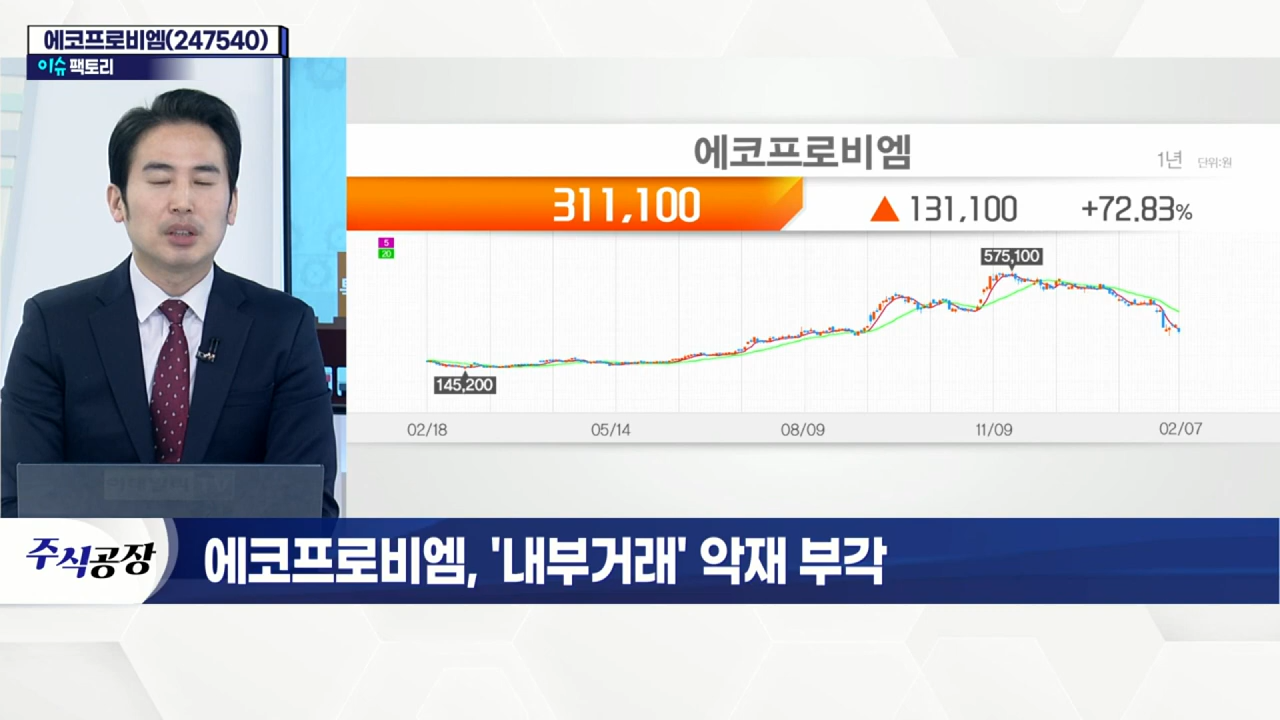 에코프로비엠(247540)
이슈 팩토리
에코프로비엠
1년 단위:원
311,100
▲ 131,100 +72.83%
5
20
575,100
145,200
02/18 05/14 08/09 11/09 02/07
주식공장
에코프로비엠, '내부거래' 악재 부각